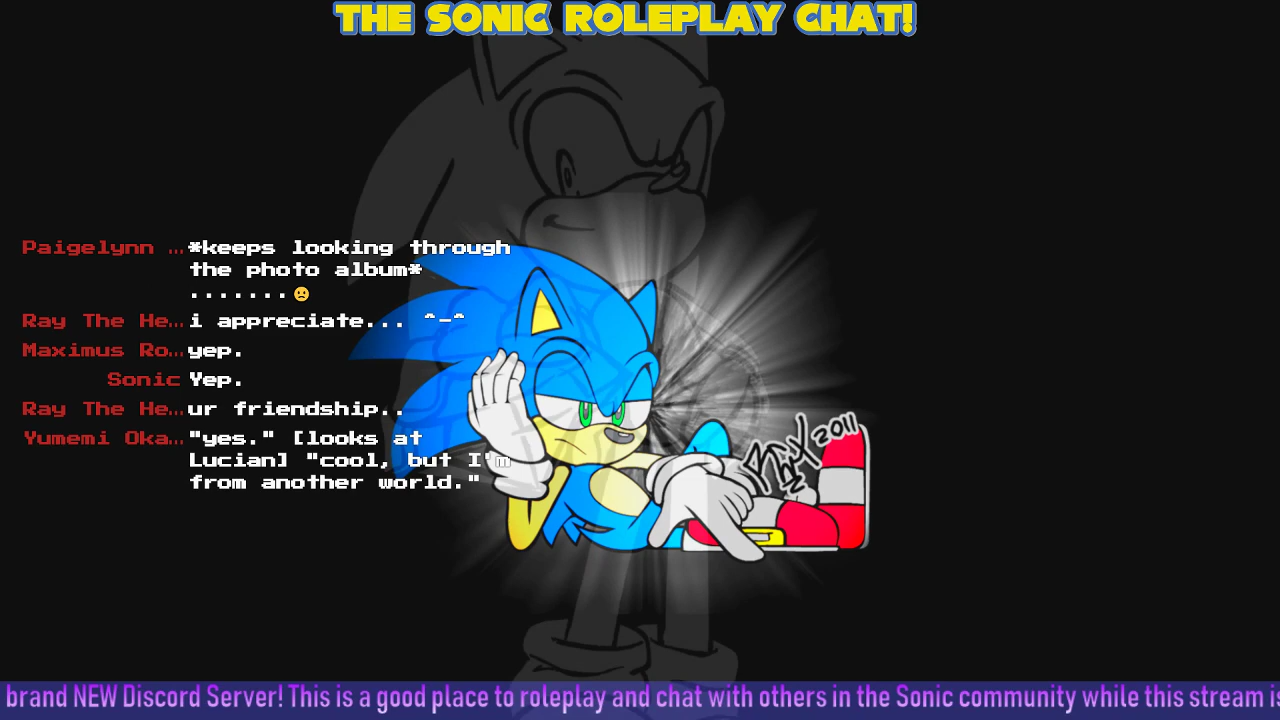 THE SONIC ROLEPLAY CHAT!
Paigelynn ... *keeps looking through
the photo album*
.......🙁
Ray The He... i appreciate... ^-^
Maximus Ro... yep.
Sonic Yep.
Ray The He... ur friendship..
Yumemi Oka... "yes." [looks at
Lucian] "cool, but I'm
from another world."
2011
brand NEW Discord Server! This is a good place to roleplay and chat with others in the Sonic community while this stream is